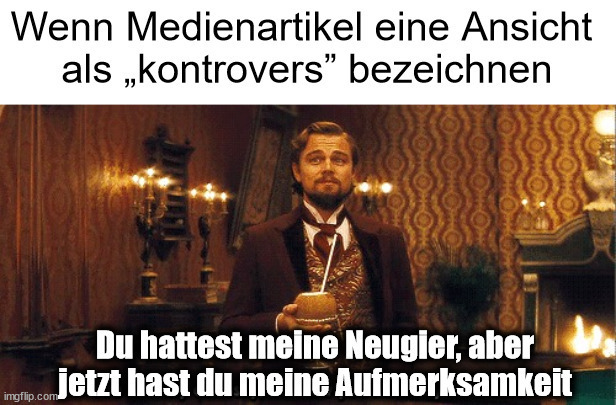 Wenn Medienartikel eine Ansicht
als „kontrovers” bezeichnen
Du hattest meine Neugier, aber
jetzt hast du meine Aufmerksamkeit
imgflip.com